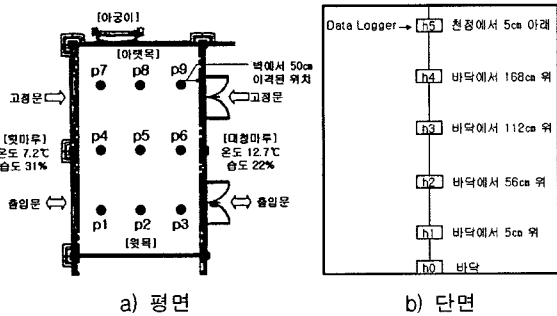 [아궁이]
[아랫목]
p7 p8 p9
벽에서 50㎝
이격된 위치
고정문
고정문
p4 p5 p6
[툇마루]
온도 7.2℃
습도 31%
[대청마루]
온도 12.7℃
습도 22%
출입문
출입문
p1 p2 p3
[윗목]
a) 평면
Data Logger
h5 천정에서 5㎝ 아래
h4 바닥에서 168㎝ 위
h3 바닥에서 112㎝ 위
h2 바닥에서 56㎝ 위
h1 바닥에서 5㎝ 위
h0 바닥
b) 단면